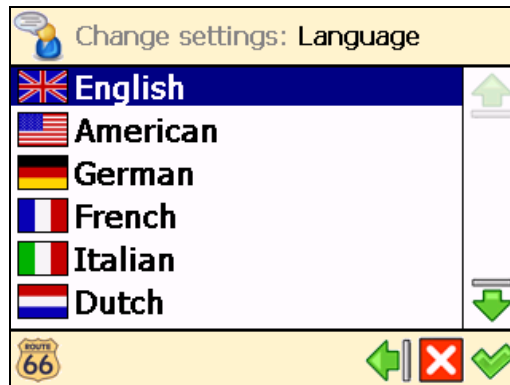 Change settings: Language
English
American
German
French
Italian
Dutch
ROUTE
66